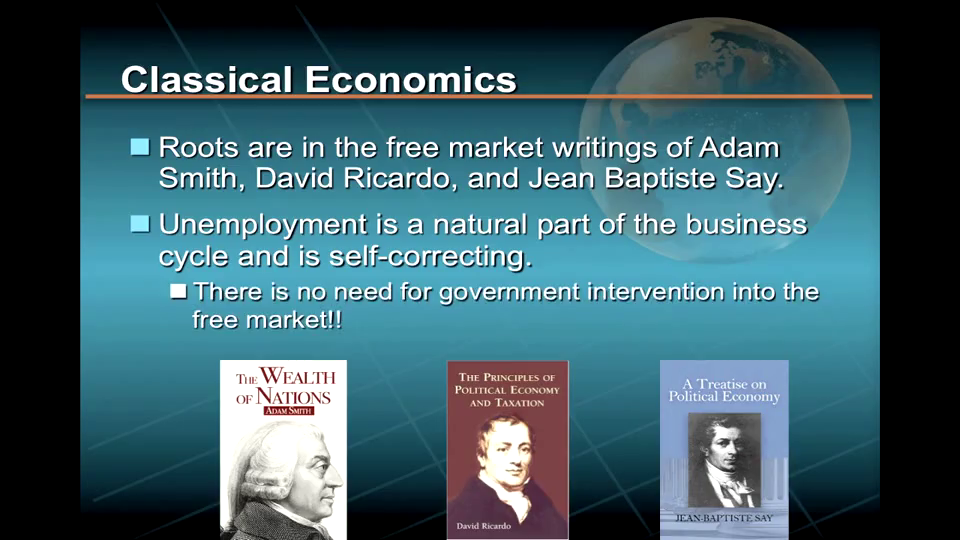 Classical Economics
Roots are in the free market writings of Adam
Smith, David Ricardo, and Jean Baptiste Say.
Unemployment is a natural part of the business
cycle and is self-correcting.
There is no need for government intervention into the
free market!!
THE WEALTH
OF NATIONS
ADAM SMITH
THE PRINCIPLES OF
POLITICAL ECONOMY
AND TAXATION
David Ricardo
A Treatise on
Political Economy
JEAN-BAPTISTE SAY